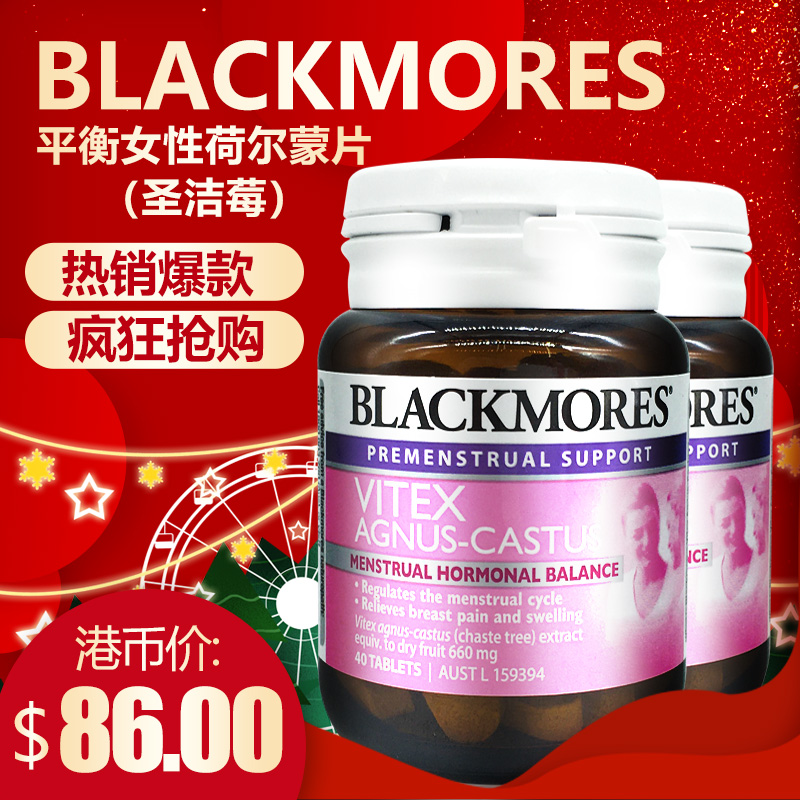 BLACKMORES
平衡女性荷尔蒙片
（圣洁莓）
热销爆款
疯狂抢购
BLACKMORES®
PREMENSTRUAL SUPPORT
VITEX
AGNUS-CASTUS
MENSTRUAL HORMONAL BALANCE
• Regulates the menstrual cycle
• Relieves breast pain and swelling
Vitex agnus-castus (chaste tree) extract
equiv. to dry fruit 660 mg
40 TABLETS | AUST L 159394
ORES®
SUPPORT
NCE
港币价:
$86.00